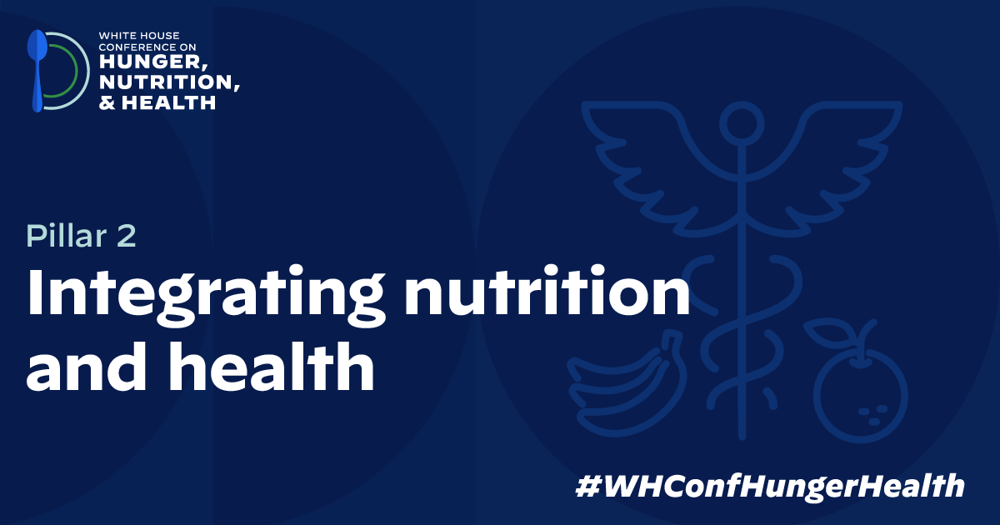 WHITE HOUSE
CONFERENCE ON
HUNGER,
NUTRITION,
& HEALTH
Pillar 2
Integrating nutrition
and health
#WHConfHungerHealth